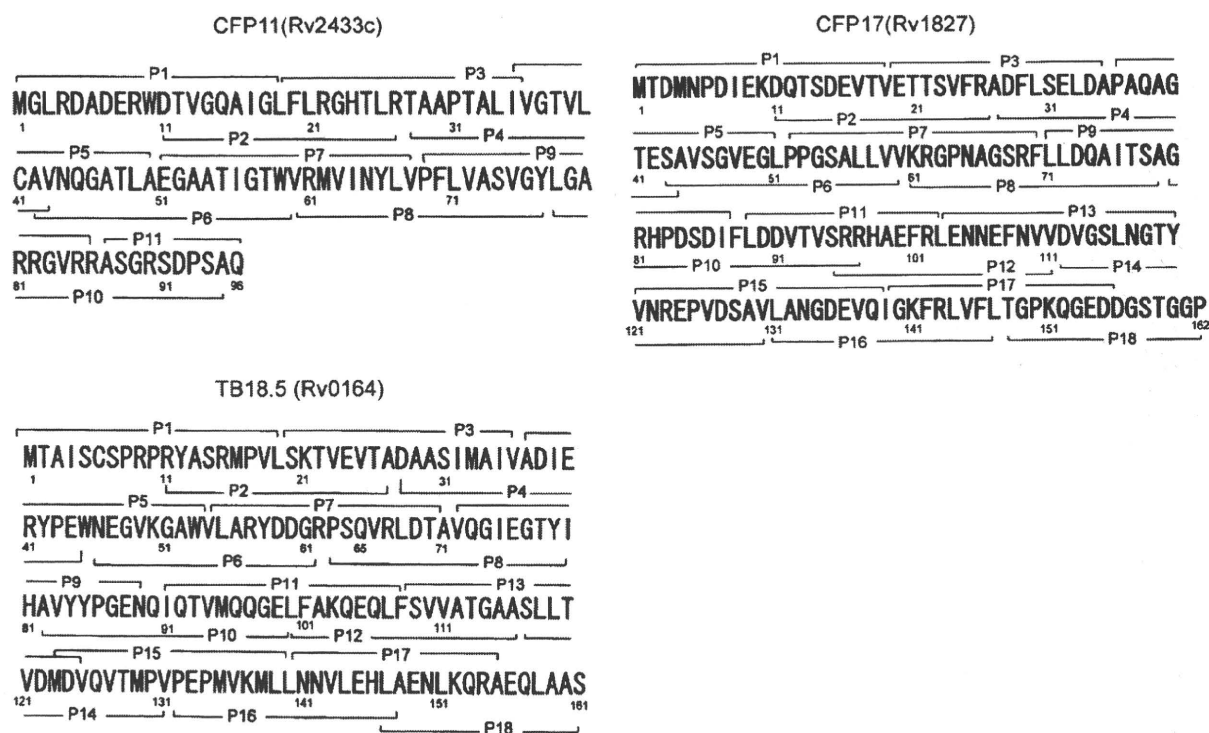 CFP11(Rv2433c)
P1 P3
MGLRDADERWDTVGQAIGLFLRGHTLRTAAPTALIVGTVL
1 11 P2 21 31 P4
P5 P7 P9
CAVNQGATLAEGAATIGTWVRMVINYLVPFLVASVGYLGA
41 51 P6 61 P8 71
P11
RRGVRRASGRSDPSAQ
81 P10 91 96
CFP17(Rv1827)
P1 P3
MTDMNPDIEKDQTSDEVTVETTSVFRADFLSELDAPAQAG
1 11 P2 21 31 P4
P5 P7 P9
TESAVSGVEGLPPGSALLVVKRGPNAGSRFLLDQAITSAG
41 51 P6 61 P8 71
P11 P13
RHPDSDIFLDDVTVSRRHAEFRLENNEFNVVDVGSLNGTY
81 P10 91 101 P12 111 P14
P15 P17
VNREPVDSAVLANGDEVQIGKFRLVFLTGPKQGEDDGSTGGP
121 131 P16 141 151 P18 162
TB18.5 (Rv0164)
P1 P3
MTAISCSPRPRYASRMPVLSKTVEVTADAASIMAIVADIE
1 11 P2 21 31 P4
P5 P7
RYPEWNEGVKGAWVLARYDDGRPSQVRLDTAVQGIEGTYI
41 51 P6 61 65 71 P8
P9 P11 P13
HAVYYPGENQIQTVMQQGELFAKQEQLFSVVATGAASLLT
81 91 P10 101 P12 111
P15 P17
VDMDVQVTMPVPEPMVKMLLNNVLEHLAENLKQRAEQLAAS
121 P14 131 P16 141 151 P18 161